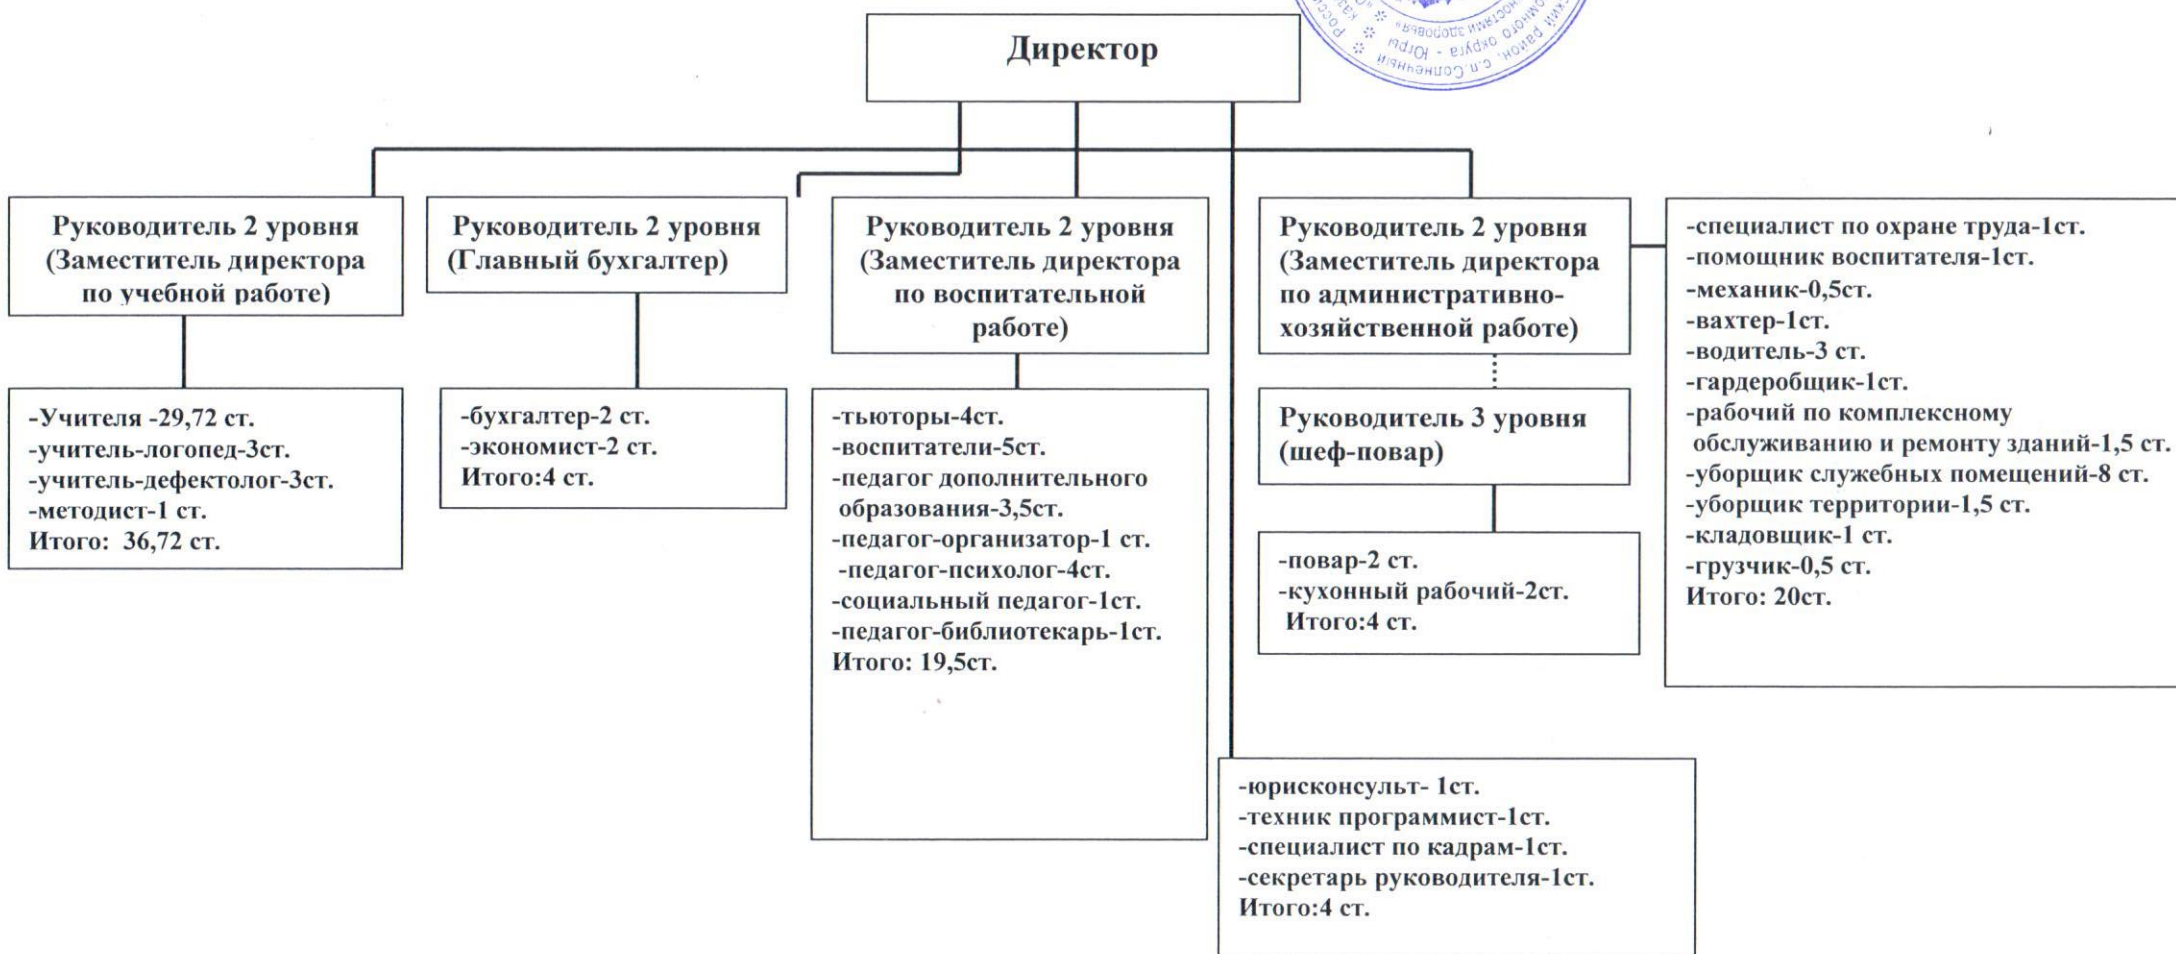 Директор
район, с.п.Солнечный
округа - Югры
здоровья»
Руководитель 2 уровня
(Заместитель директора
по учебной работе)
-Учителя -29,72 ст.
-учитель-логопед-3ст.
-учитель-дефектолог-3ст.
-методист-1 ст.
Итого: 36,72 ст.
Руководитель 2 уровня
(Главный бухгалтер)
-бухгалтер-2 ст.
-экономист-2 ст.
Итого:4 ст.
Руководитель 2 уровня
(Заместитель директора
по воспитательной
работе)
-тьюторы-4ст.
-воспитатели-5ст.
-педагог дополнительного
образования-3,5ст.
-педагог-организатор-1 ст.
-педагог-психолог-4ст.
-социальный педагог-1ст.
-педагог-библиотекарь-1ст.
Итого: 19,5ст.
Руководитель 2 уровня
(Заместитель директора
по административно-
хозяйственной работе)
Руководитель 3 уровня
(шеф-повар)
-повар-2 ст.
-кухонный рабочий-2ст.
Итого:4 ст.
-специалист по охране труда-1ст.
-помощник воспитателя-1ст.
-механик-0,5ст.
-вахтер-1ст.
-водитель-3 ст.
-гардеробщик-1ст.
-рабочий по комплексному
обслуживанию и ремонту зданий-1,5 ст.
-уборщик служебных помещений-8 ст.
-уборщик территории-1,5 ст.
-кладовщик-1 ст.
-грузчик-0,5 ст.
Итого: 20ст.
-юрисконсульт- 1ст.
-техник программист-1ст.
-специалист по кадрам-1ст.
-секретарь руководителя-1ст.
Итого:4 ст.